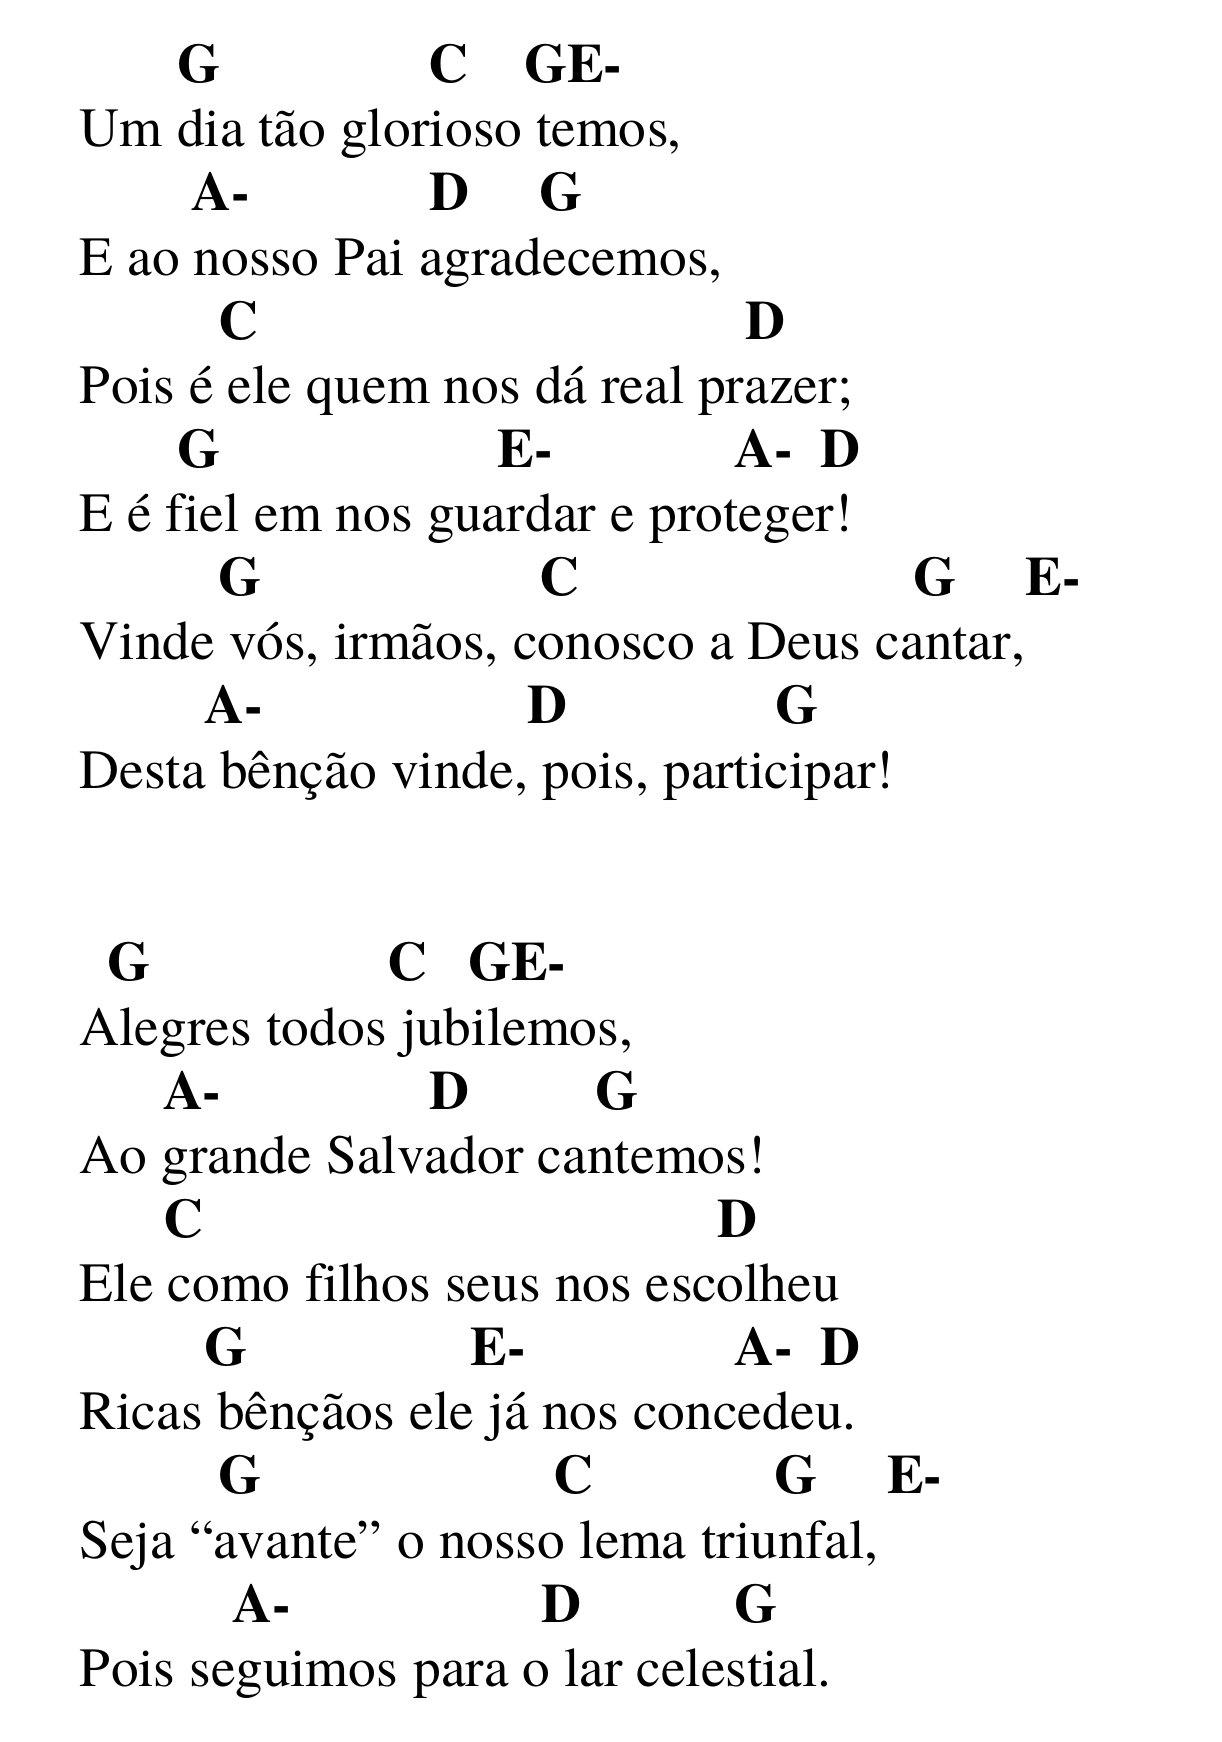 G C GE-
Um dia tão glorioso temos,
A- D G
E ao nosso Pai agradecemos,
C D
Pois é ele quem nos dá real prazer;
G E- A- D
E é fiel em nos guardar e proteger!
G C G E-
Vinde vós, irmãos, conosco a Deus cantar,
A- D G
Desta bênção vinde, pois, participar!
G C GE-
Alegres todos jubilemos,
A- D G
Ao grande Salvador cantemos!
C D
Ele como filhos seus nos escolheu
G E- A- D
Ricas bênçãos ele já nos concedeu.
G C G E-
Seja “avante” o nosso lema triunfal,
A- D G
Pois seguimos para o lar celestial.